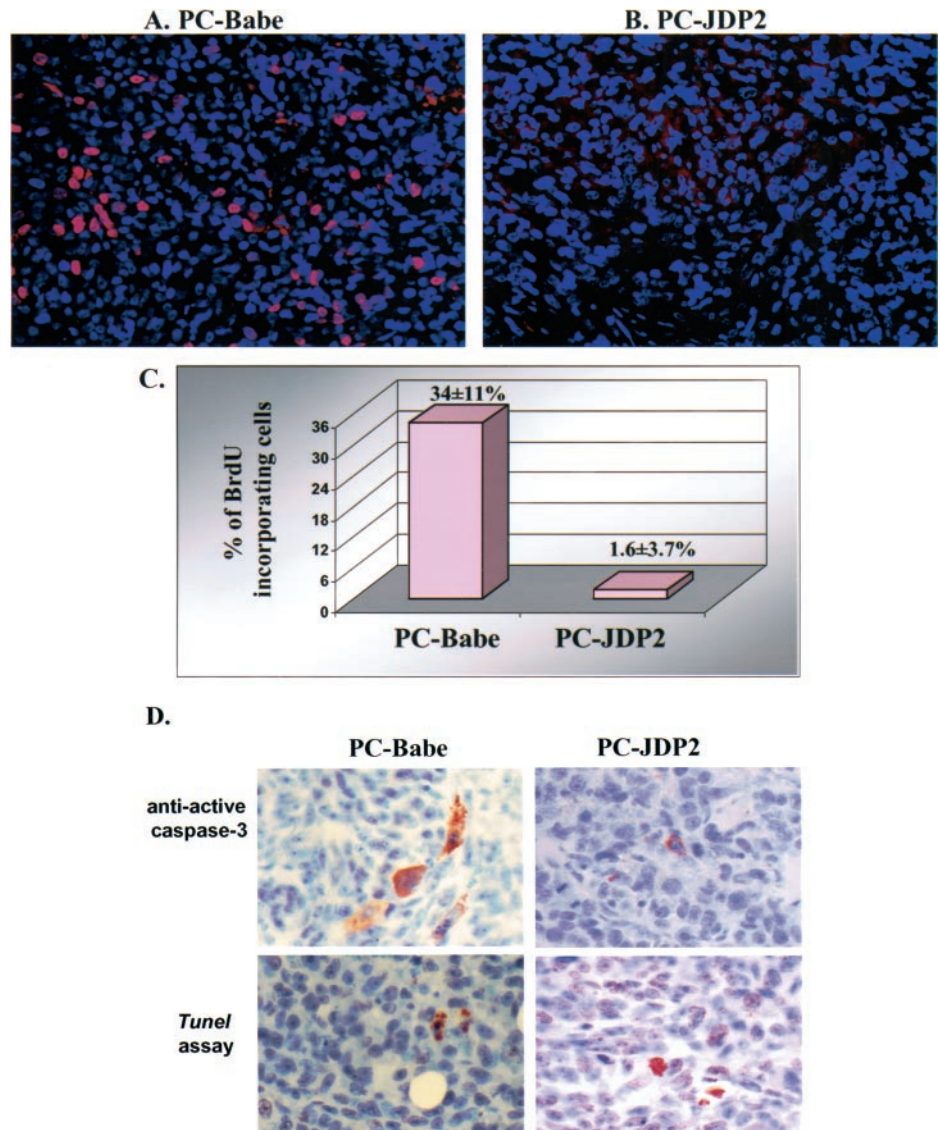 A. PC-Babe
B. PC-JDP2
C.
% of BrdU
incorporating cells
36
30
24
18
12
6
0
34±11%
1.6±3.7%
PC-Babe
PC-JDP2
D.
PC-Babe
PC-JDP2
anti-active
caspase-3
Tunel
assay